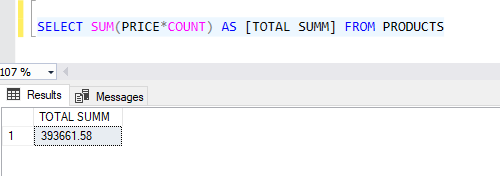 SELECT SUM(PRICE*COUNT) AS [TOTAL SUMM] FROM PRODUCTS
107 %
Results Messages
TOTAL SUMM
1 393661.58